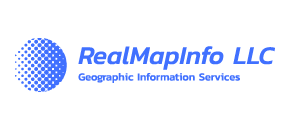 RealMapInfo LLC
Geographic Information Services